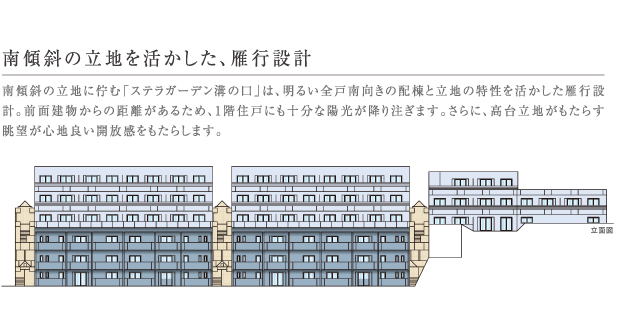 南傾斜の立地を活かした、雁行設計
南傾斜の立地に佇む「ステラガーデン溝の口」は、明るい全戸南向きの配棟と立地の特性を活かした雁行設
計。前面建物からの距離があるため、1階住戸にも十分な陽光が降り注ぎます。さらに、高台立地がもたらす
眺望が心地良い開放感をもたらします。
立面図